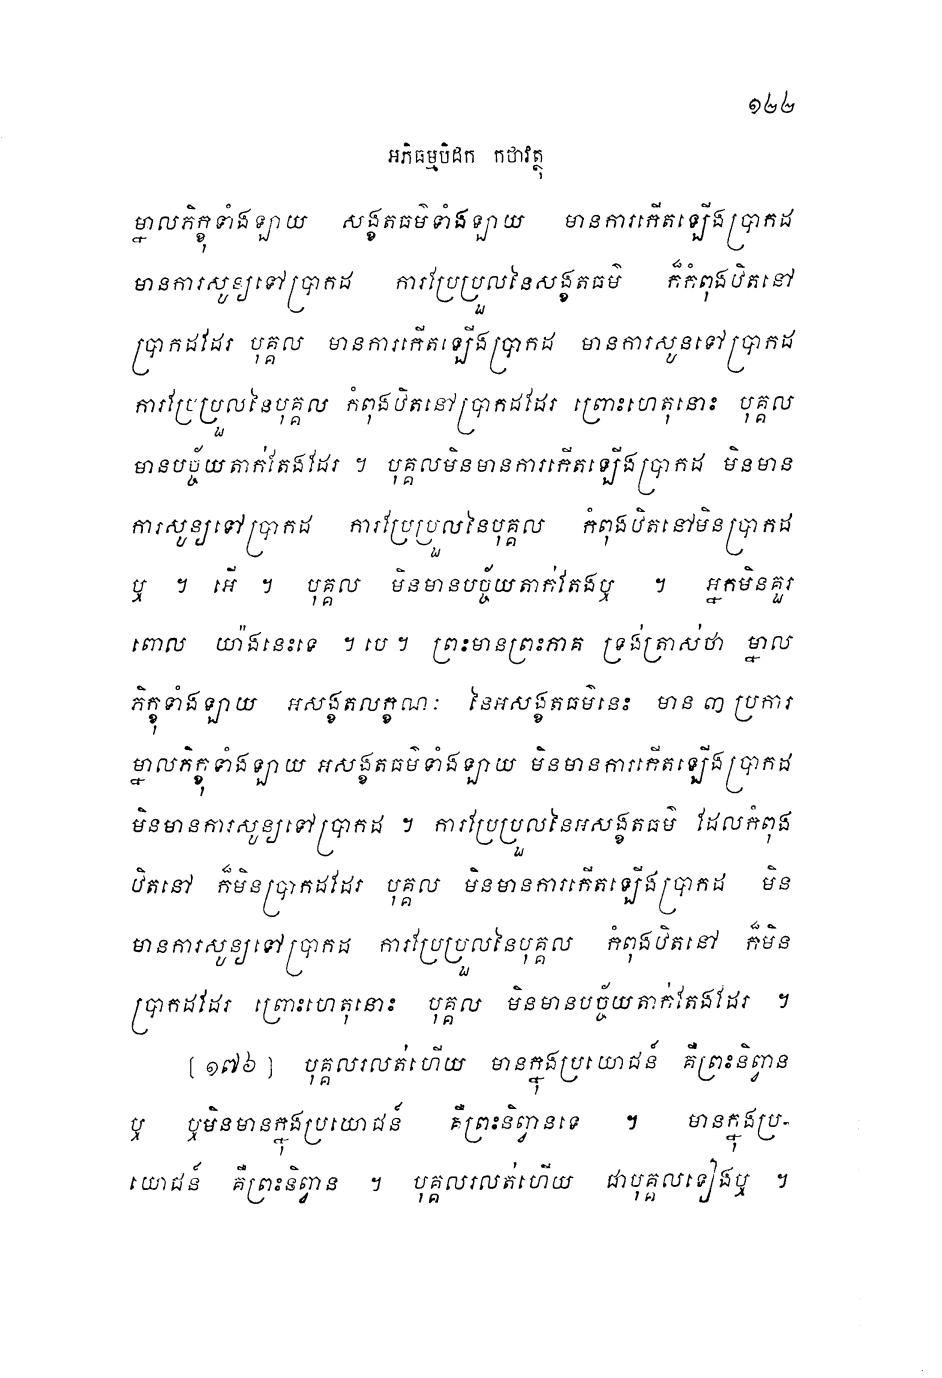 ១៤៤
អភិធម្មបិដក កថាវត្ថុ
ម្នាលភិក្ខុទាំងឡាយ សង្ខតធម៌ទាំងឡាយ មានការកើតឡើងប្រាកដ
មានការសូន្យទៅប្រាកដ ការប្រែប្រួលនៃសង្ខតធម៌ ក៏កំពុងឋិតនៅ
ប្រាកដដែរ បុគ្គល មានការកើតឡើងប្រាកដ មានការសូនទៅប្រាកដ
ការប្រែប្រួលនៃបុគ្គល កំពុងឋិតនៅប្រាកដដែរ ព្រោះហេតុនោះ បុគ្គល
មានបច្ច័យតាក់តែងដែរ ។ បុគ្គលមិនមានការកើតឡើងប្រាកដ មិនមាន
ការសូន្យទៅប្រាកដ ការប្រែប្រួលនៃបុគ្គល កំពុងឋិតនៅមិនប្រាកដ
ឬ ។ អើ ។ បុគ្គល មិនមានបច្ច័យតាក់តែងឬ ។ អ្នកមិនគួរ
ពោល យ៉ាងនេះទេ ។ បេ ។ ព្រះមានព្រះភាគ ទ្រង់ត្រាស់ថា ម្នាល
ភិក្ខុទាំងឡាយ អសង្ខតលក្ខណៈ នៃអសង្ខតធម៌នេះ មាន ៣ ប្រការ
ម្នាលភិក្ខុទាំងឡាយ អសង្ខតធម៌ទាំងឡាយ មិនមានការកើតឡើងប្រាកដ
មិនមានការសូន្យទៅប្រាកដ ។ ការប្រែប្រួលនៃអសង្ខតធម៌ ដែលកំពុង
ឋិតនៅ ក៏មិនប្រាកដដែរ បុគ្គល មិនមានការកើតឡើងប្រាកដ មិន
មានការសូន្យទៅប្រាកដ ការប្រែប្រួលនៃបុគ្គល កំពុងឋិតនៅ ក៏មិន
ប្រាកដដែរ ព្រោះហេតុនោះ បុគ្គល មិនមានបច្ច័យតាក់តែងដែរ ។
[១៧៦] បុគ្គលរលត់ហើយ មានក្នុងប្រយោជន៍ គឺព្រះនិព្វាន
ឬ ឬមិនមានក្នុងប្រយោជន៍ គឺព្រះនិព្វានទេ ។ មានក្នុងប្រ-
យោជន៍ គឺព្រះនិព្វាន ។ បុគ្គលរលត់ហើយ ជាបុគ្គលទៀងឬ ។